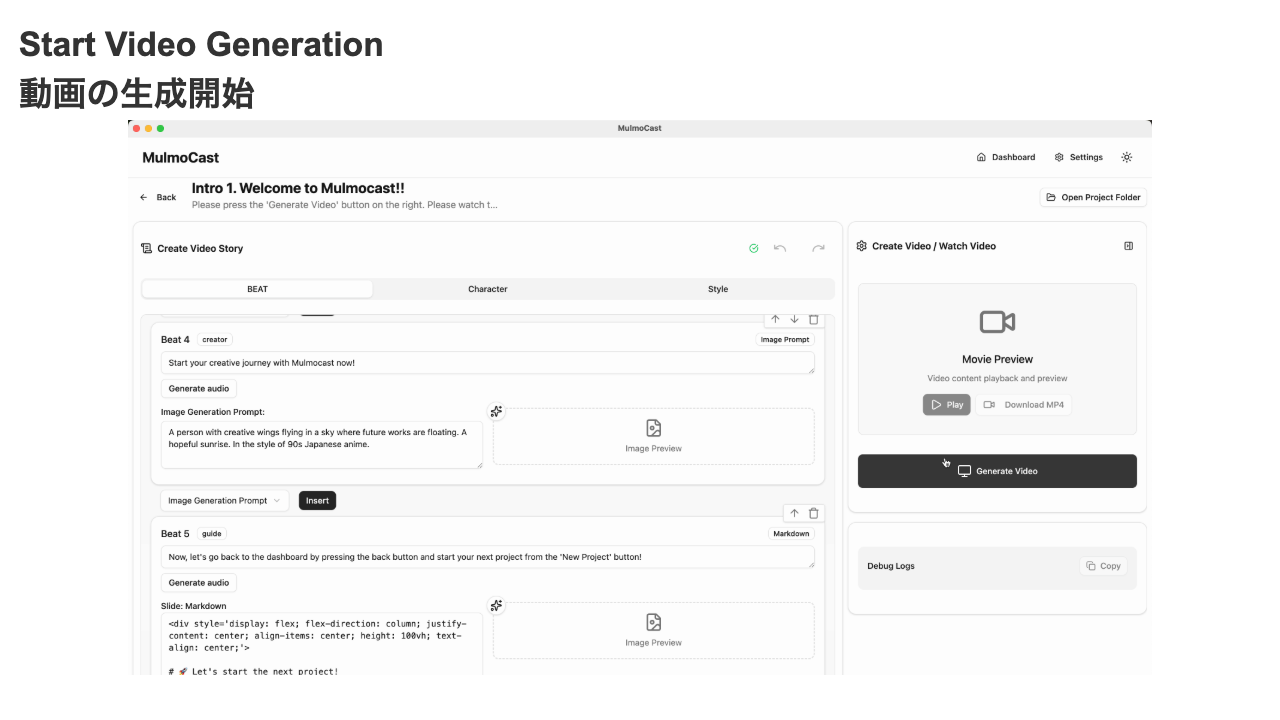 Start Video Generation
動画の生成開始
MulmoCast
MulmoCast
Dashboard
Settings
Back
Intro 1. Welcome to Mulmocast!!
Please press the 'Generate Video' button on the right. Please watch t...
Open Project Folder
Create Video Story
BEAT
Character
Style
Beat 4
creator
Image Prompt
Start your creative journey with Mulmocast now!
Generate audio
Image Generation Prompt:
A person with creative wings flying in a sky where future works are floating. A
hopeful sunrise. In the style of 90s Japanese anime.
Image Preview
Image Generation Prompt
Insert
Beat 5
guide
Markdown
Now, let's go back to the dashboard by pressing the back button and start your next project from the 'New Project' button!
Generate audio
Slide: Markdown
<div style='display: flex; flex-direction: column; justify-
content: center; align-items: center; height: 100vh; text-
align: center;'>
# 🚀 Let's start the next project!
Image Preview
Create Video / Watch Video
Movie Preview
Video content playback and preview
Play
Download MP4
Generate Video
Debug Logs
Copy